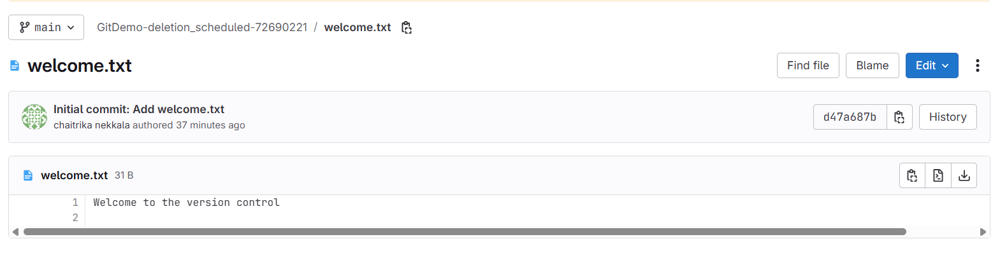 main
GitDemo-deletion_scheduled-72690221 / welcome.txt
welcome.txt
Find file
Blame
Edit
Initial commit: Add welcome.txt
chaitrika nekkala authored 37 minutes ago
d47a687b
History
welcome.txt 31 B
1 Welcome to the version control
2